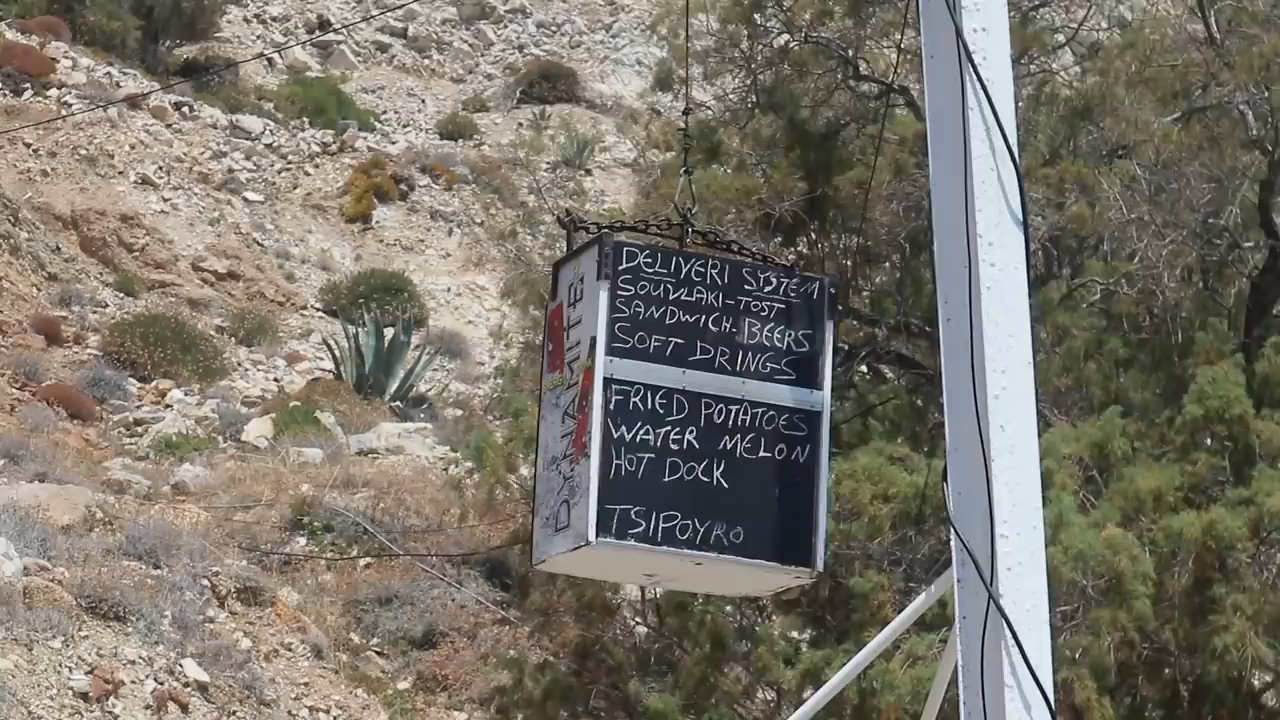 DELIVERI SYSTEM
SOUVLAKI-TOST
SANDWICH-BEERS
SOFT DRINGS
FRIED POTATOES
WATER MELON
HOT DOCK
TSIPOYRO
DYNAMITE